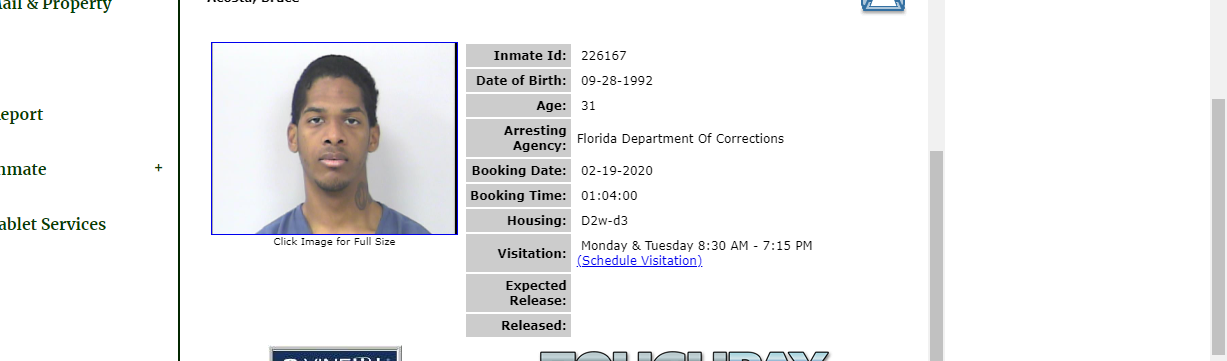 ail & Property
Acosta, Bruce
Inmate Id: 226167
Date of Birth: 09-28-1992
Age: 31
eport
Arresting
Agency: Florida Department Of Corrections
nmate +
Booking Date: 02-19-2020
Booking Time: 01:04:00
ablet Services
Housing: D2w-d3
Click Image for Full Size
Visitation: Monday & Tuesday 8:30 AM - 7:15 PM
(Schedule Visitation)
Expected
Release:
Released:
VINE
TOUCHPAY